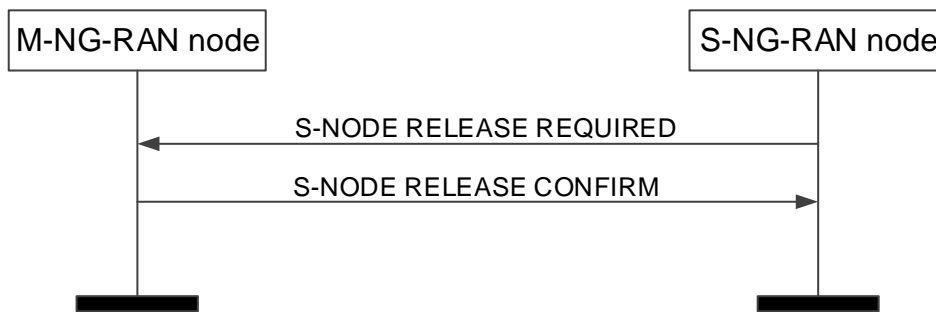 M-NG-RAN node
S-NG-RAN node
S-NODE RELEASE REQUIRED
S-NODE RELEASE CONFIRM